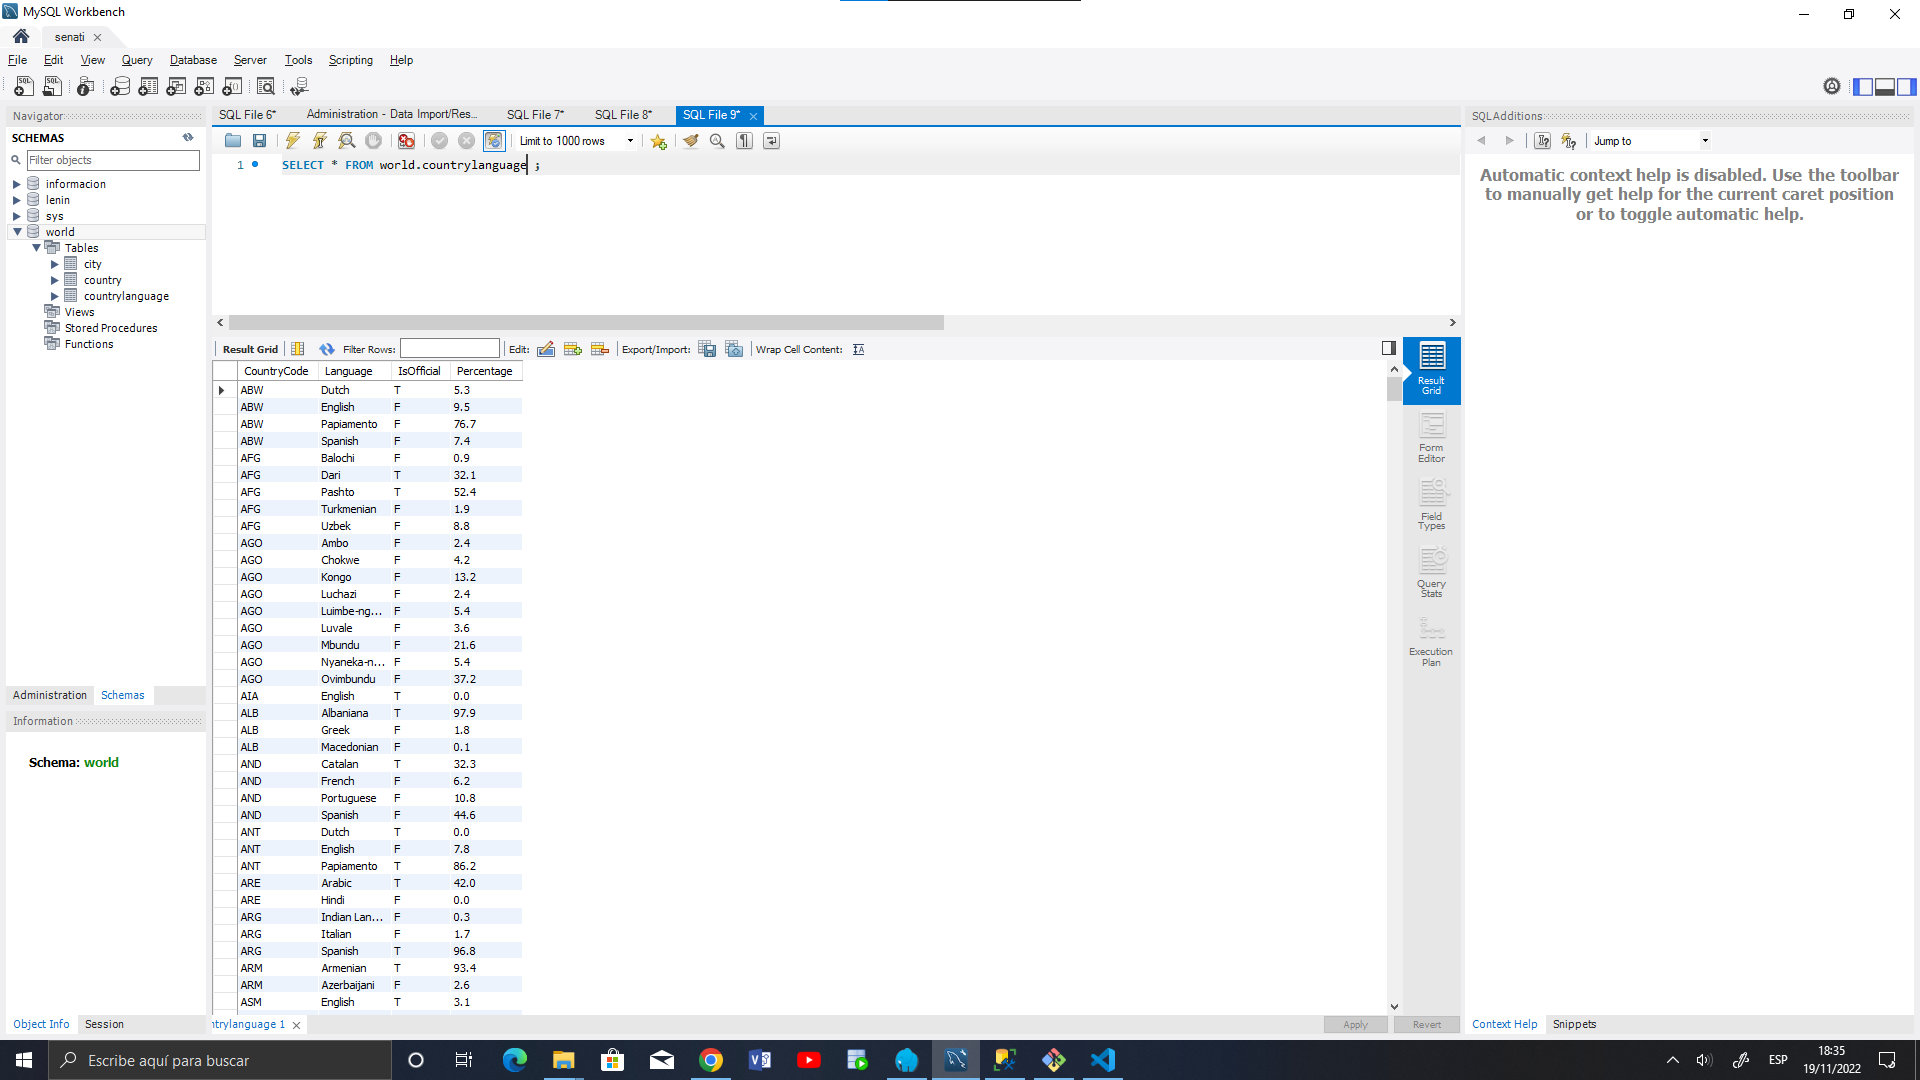 MySQL Workbench
senati
File Edit View Query Database Server Tools Scripting Help
Navigator
SCHEMAS
Filter objects
informacion
lenin
sys
world
Tables
city
country
countrylanguage
Views
Stored Procedures
Functions
Administration Schemas
Information
Schema: world
Object Info Session
SQL File 6* Administration - Data Import/Res... SQL File 7* SQL File 8* SQL File 9*
Limit to 1000 rows
1 SELECT * FROM world.countrylanguage ;
Result Grid Filter Rows: Edit: Export/Import: Wrap Cell Content:
CountryCode Language IsOfficial Percentage
ABW Dutch T 5.3
ABW English F 9.5
ABW Papiamento F 76.7
ABW Spanish F 7.4
AFG Balochi F 0.9
AFG Dari T 32.1
AFG Pashto T 52.4
AFG Turkmenian F 1.9
AFG Uzbek F 8.8
AGO Ambo F 2.4
AGO Chokwe F 4.2
AGO Kongo F 13.2
AGO Luchazi F 2.4
AGO Luimbe-ng... F 5.4
AGO Luvale F 3.6
AGO Mbundu F 21.6
AGO Nyaneka-n... F 5.4
AGO Ovimbundu F 37.2
AIA English T 0.0
ALB Albaniana T 97.9
ALB Greek F 1.8
ALB Macedonian F 0.1
AND Catalan T 32.3
AND French F 6.2
AND Portuguese F 10.8
AND Spanish F 44.6
ANT Dutch T 0.0
ANT English F 7.8
ANT Papiamento T 86.2
ARE Arabic T 42.0
ARE Hindi F 0.0
ARG Indian Lan... F 0.3
ARG Italian F 1.7
ARG Spanish T 96.8
ARM Armenian T 93.4
ARM Azerbaijani F 2.6
ASM English T 3.1
ntrylanguage 1
Apply Revert
Result
Grid
Form
Editor
Field
Types
Query
Stats
Execution
Plan
SQLAdditions
Jump to
Automatic context help is disabled. Use the toolbar
to manually get help for the current caret position
or to toggle automatic help.
Context Help Snippets
Escribe aquí para buscar
ESP
18:35
19/11/2022